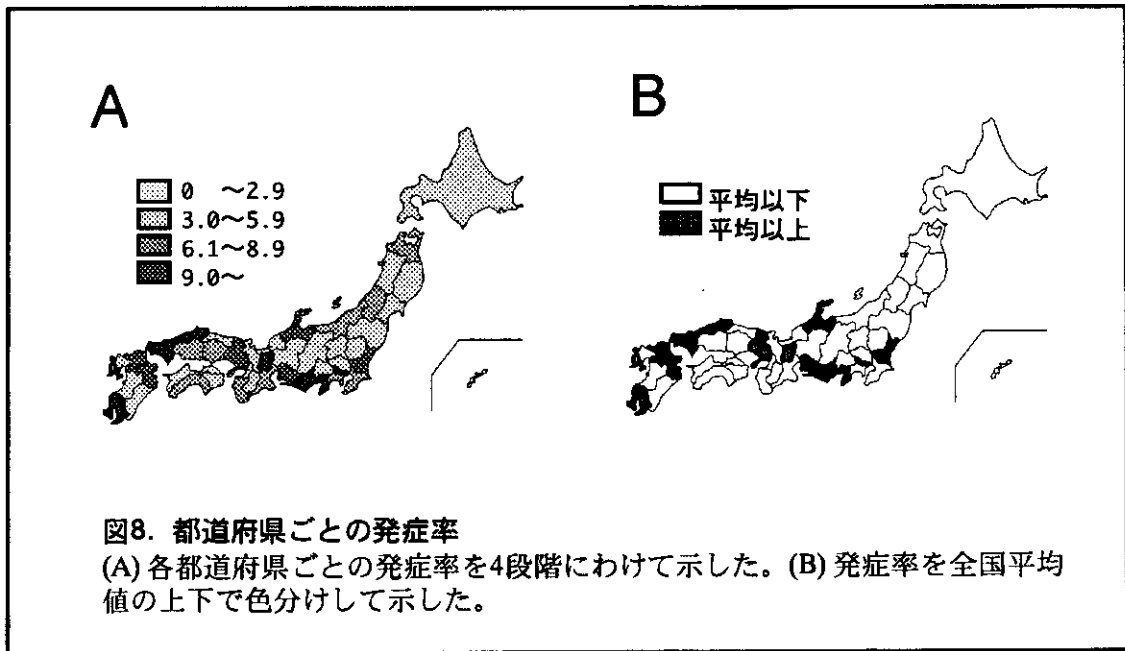 A
0 ～2.9
3.0～5.9
6.1～8.9
9.0～
B
平均以下
平均以上
図8. 都道府県ごとの発症率
(A) 各都道府県ごとの発症率を4段階にわけて示した。(B) 発症率を全国平均
値の上下で色分けして示した。